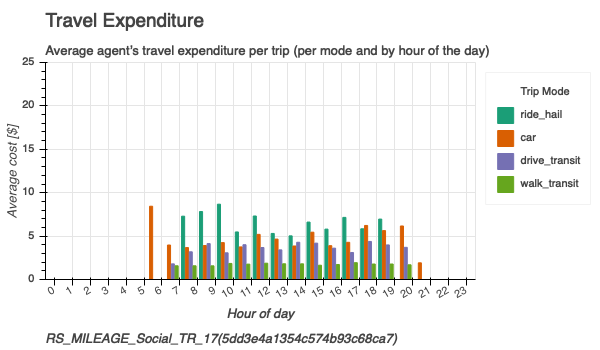 Travel Expenditure
Average agent's travel expenditure per trip (per mode and by hour of the day)
25
20
15
10
5
0
Average cost [$]
0 1 2 3 4 5 6 7 8 9 10 11 12 13 14 15 16 17 18 19 20 21 22 23
Hour of day
Trip Mode
ride_hail
car
drive_transit
walk_transit
RS_MILEAGE_Social_TR_17(5dd3e4a1354c574b93c68ca7)